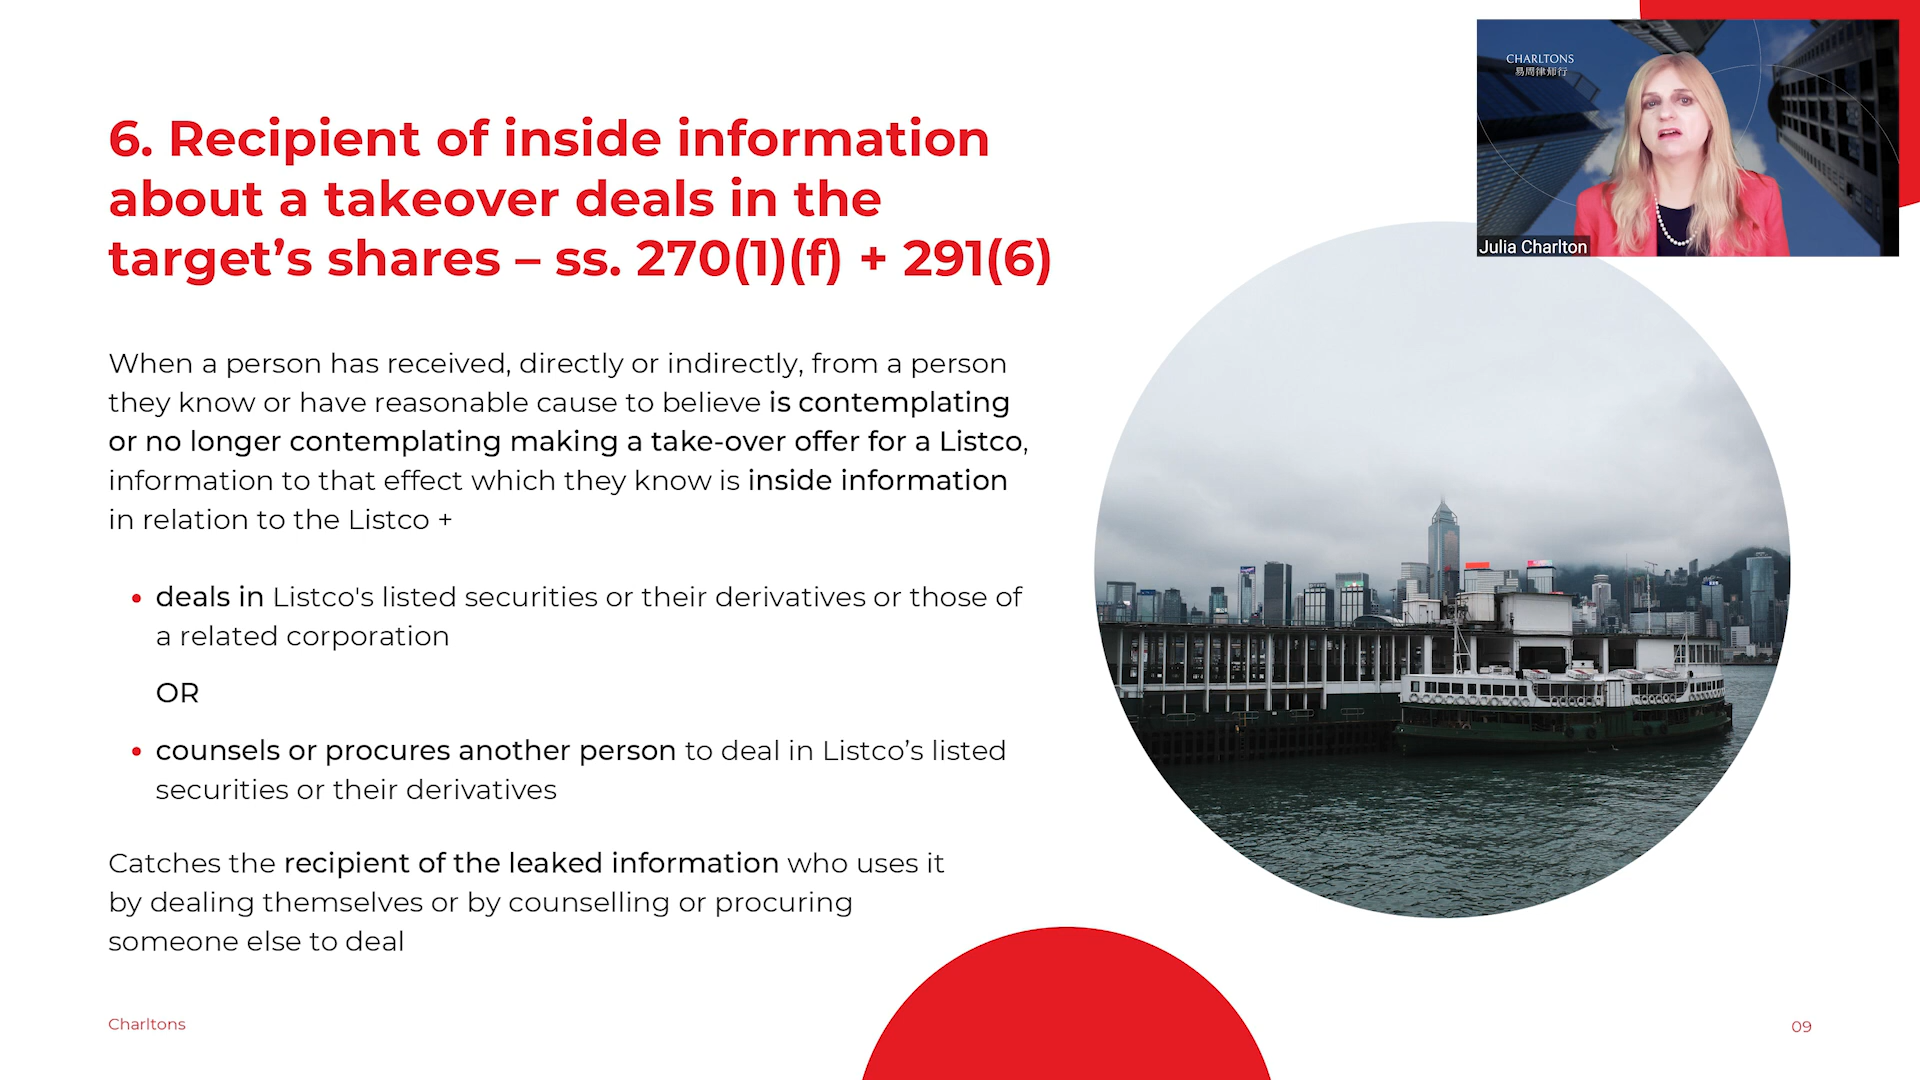 CHARLTONS
易周律师行
Julia Charlton
6. Recipient of inside information
about a takeover deals in the
target’s shares – ss. 270(1)(f) + 291(6)
When a person has received, directly or indirectly, from a person
they know or have reasonable cause to believe is contemplating
or no longer contemplating making a take-over offer for a Listco,
information to that effect which they know is inside information
in relation to the Listco +
• deals in Listco's listed securities or their derivatives or those of
a related corporation
OR
• counsels or procures another person to deal in Listco’s listed
securities or their derivatives
Catches the recipient of the leaked information who uses it
by dealing themselves or by counselling or procuring
someone else to deal
Charltons
09